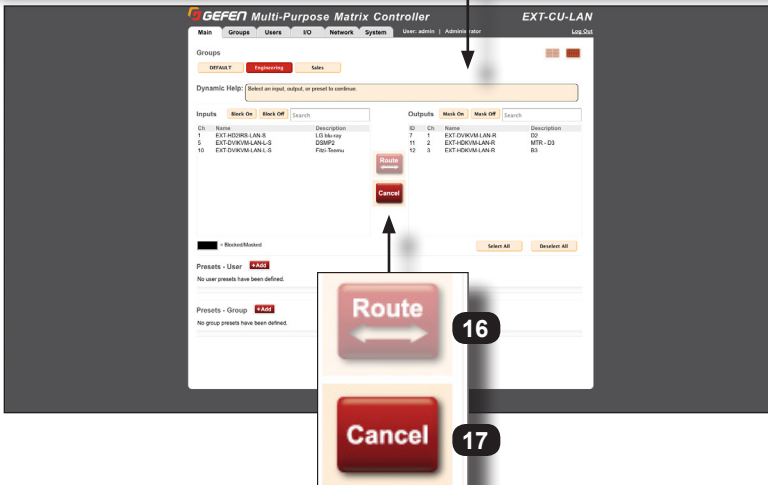 GEFEN Multi-Purpose Matrix Controller EXT-CU-LAN
Main Groups Users I/O Network System User: admin | Administrator Log Out
Groups
DEFAULT Engineering Sales
Dynamic Help: Select an input, output, or preset to continue.
Inputs Block On Block Off Search Outputs Mask On Mask Off Search
Ch Name Description ID Ch Name Description
1 EXT-HD2IRS-LAN-S LG blu-ray 7 1 EXT-DVIKVM-LAN-R D2
5 EXT-DVIKVM-LAN-L-S DSMP2 11 2 EXT-HDKVM-LAN-R MTR - D3
10 EXT-DVIKVM-LAN-L-S Fitzi-Teemu 12 3 EXT-HDKVM-LAN-R B3
Route
Cancel
= Blocked/Masked Select All Deselect All
Presets - User +Add
No user presets have been defined.
Presets - Group +Add
No group presets have been defined.
Route 16
Cancel 17